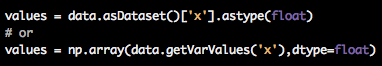 values = data.asDataset()['x'].astype(float)
# or
values = np.array(data.getVarValues('x'),dtype=float)